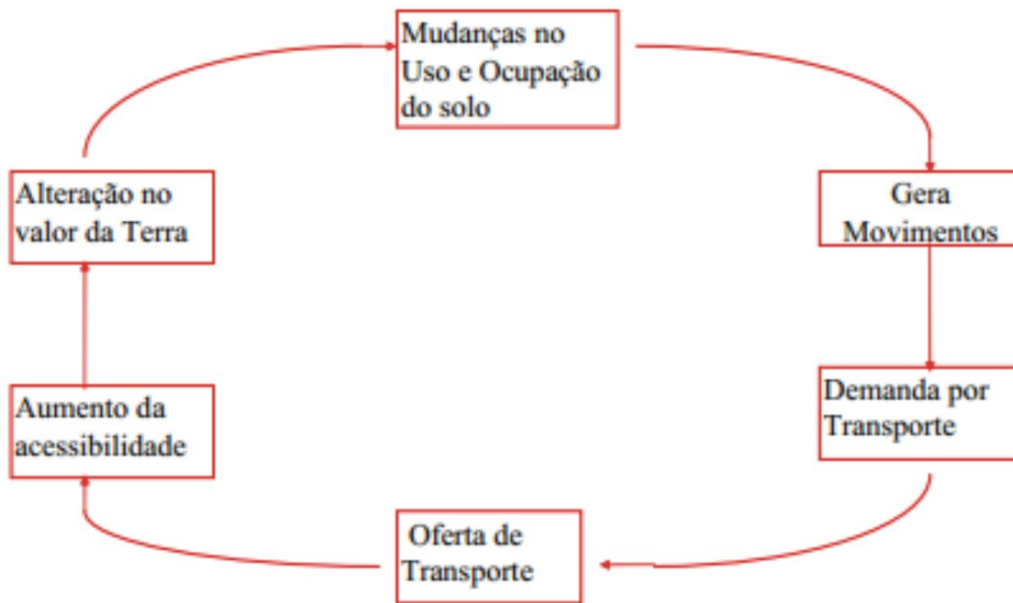 Mudanças no
Uso e Ocupação
do solo
Gera
Movimentos
Demanda por
Transporte
Oferta de
Transporte
Aumento da
acessibilidade
Alteração no
valor da Terra